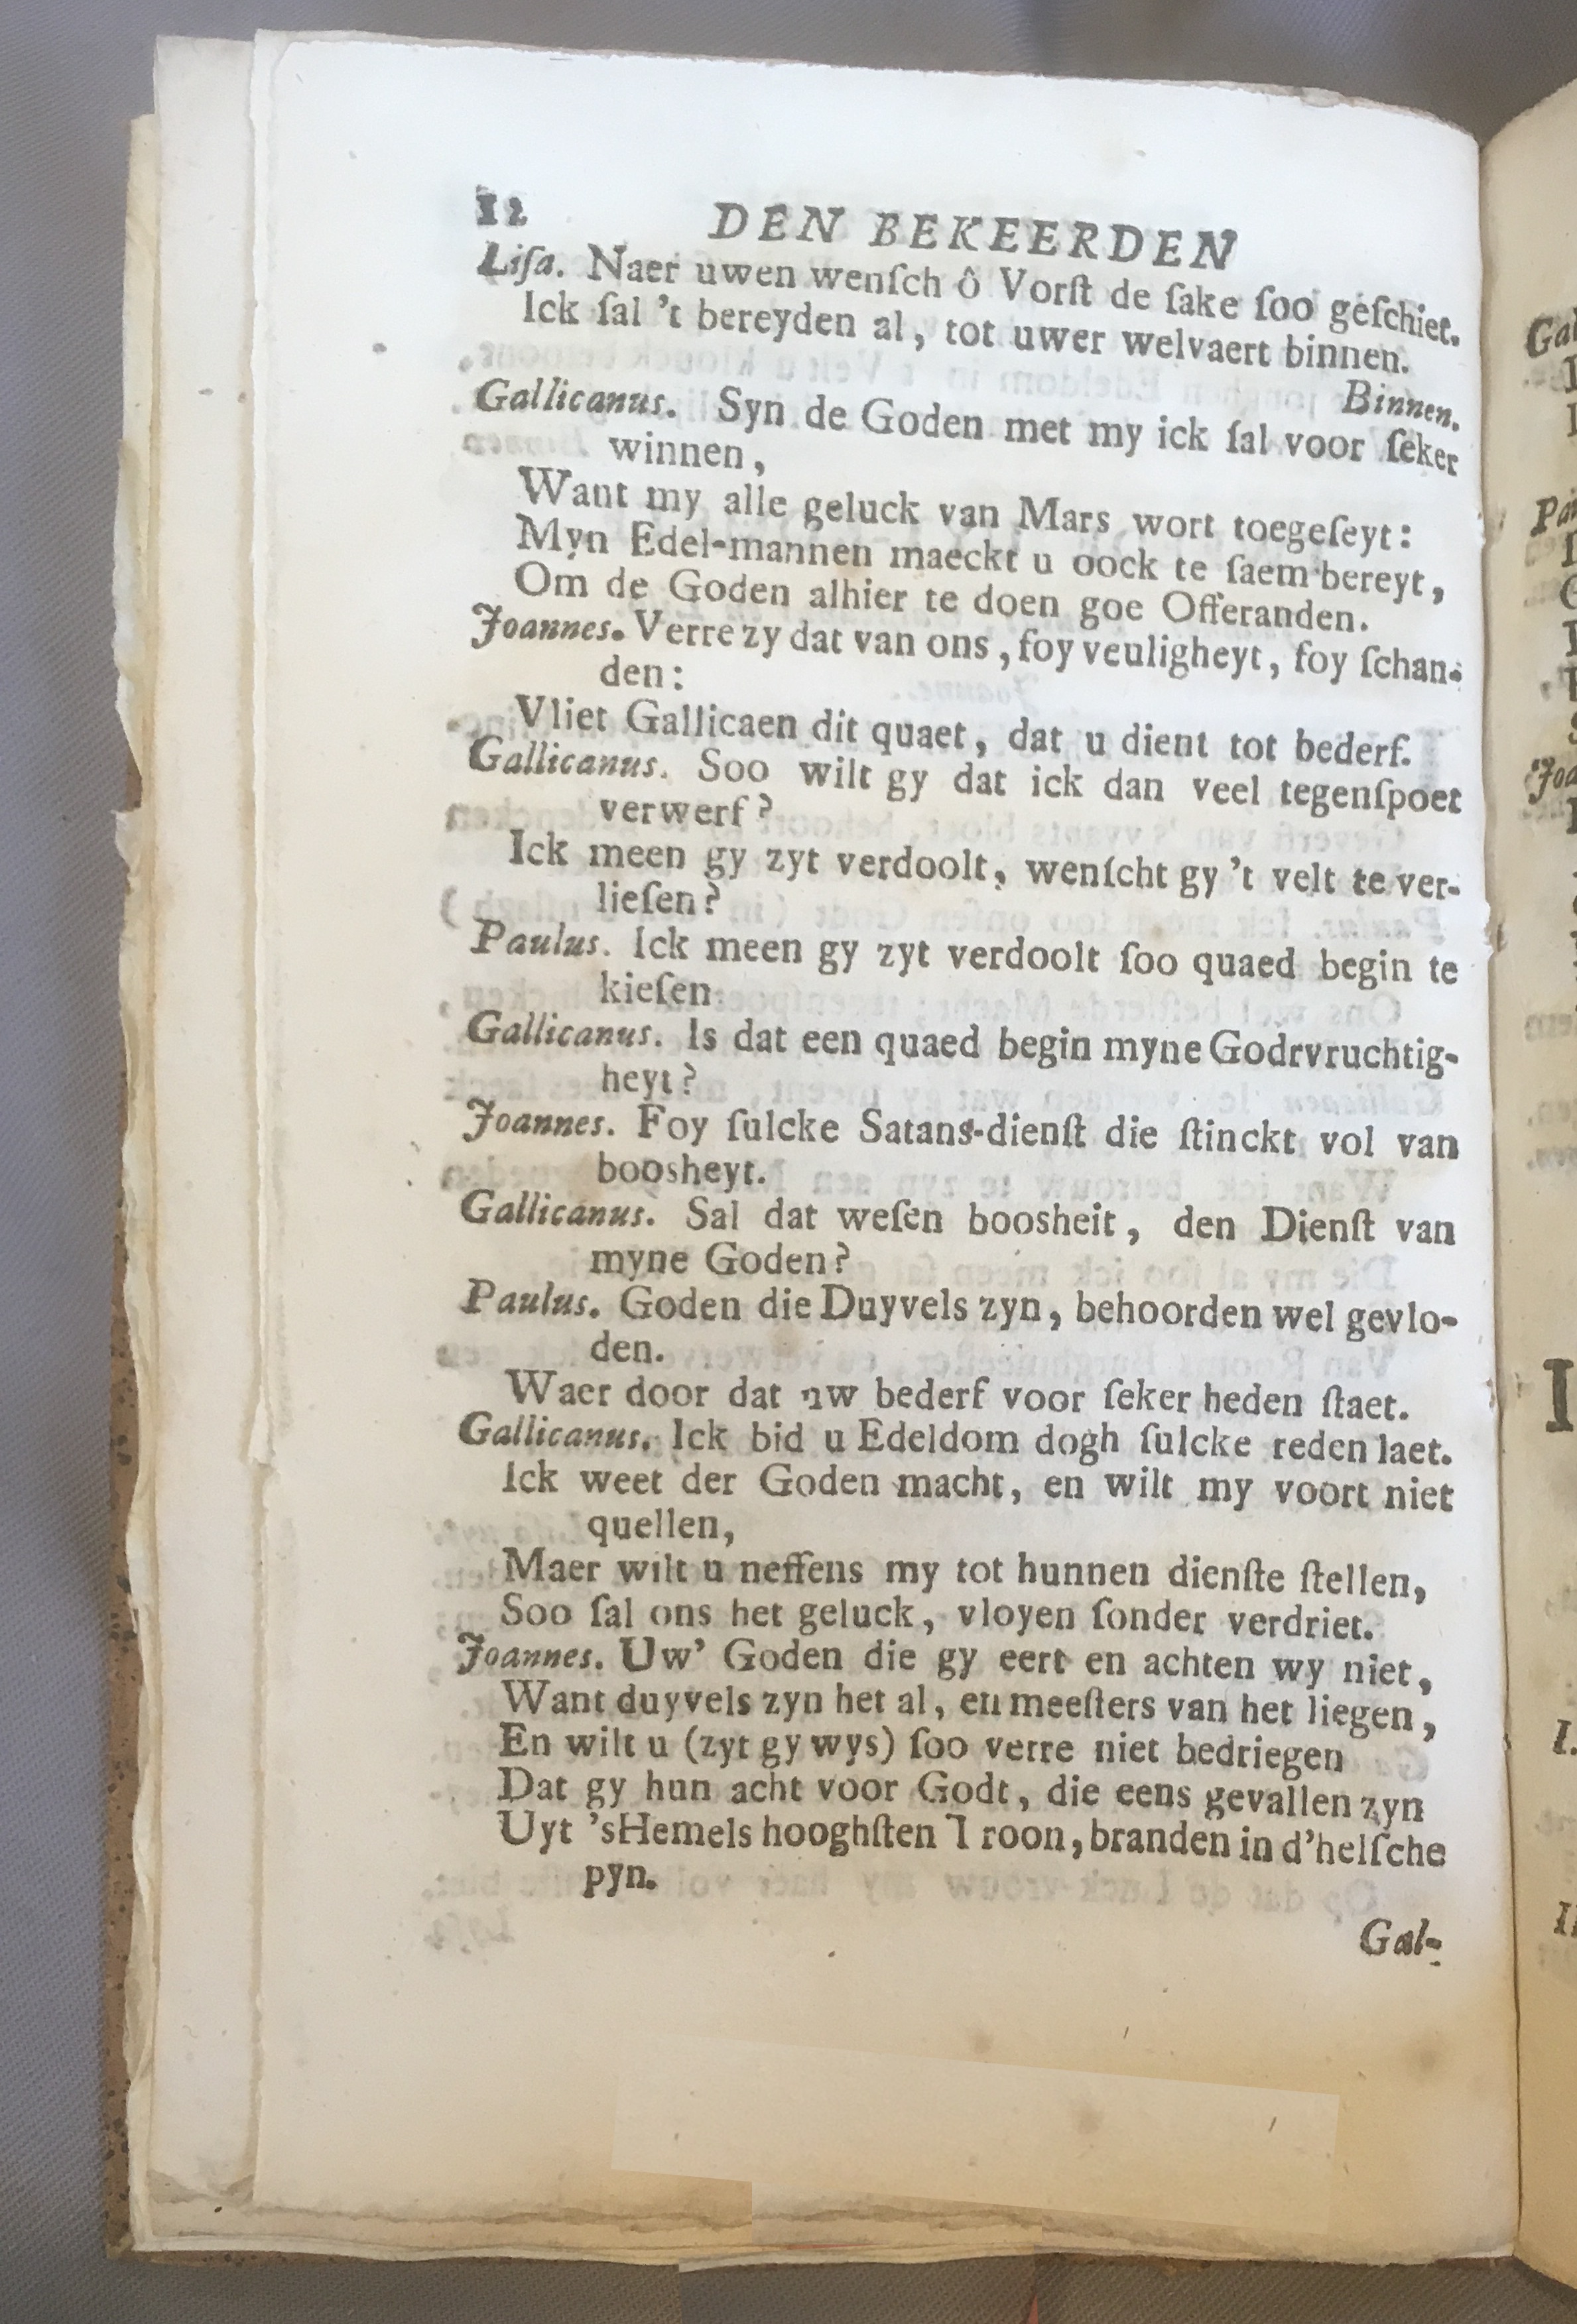 12 DEN BEKEERDEN
Liſa. Naer uwen wenſch ô Vorſt de ſake ſoo geſchiet.
Ick ſal 't bereyden al, tot uwer welvaert binnen.
Binnen.
Gallicanus. Syn de Goden met my ick ſal voor ſeker
winnen,
Want my alle geluck van Mars wort toegeſeyt:
Myn Edel-mannen maeckt u oock te ſaem bereyt,
Om de Goden alhier te doen goe Offeranden.
Joannes. Verre zy dat van ons, foy veuligheyt, foy ſchan-
den:
Vliet Gallicaen dit quaet, dat u dient tot bederf.
Gallicanus. Soo wilt gy dat ick dan veel tegenſpoet
verwerf?
Ick meen gy zyt verdoolt, wenſcht gy 't velt te ver-
lieſen?
Paulus. Ick meen gy zyt verdoolt ſoo quaed begin te
kieſen.
Gallicanus. Is dat een quaed begin myne Godrvruchtig-
heyt?
Joannes. Foy ſulcke Satans-dienſt die ſtinckt vol van
boosheyt.
Gallicanus. Sal dat weſen boosheit, den Dienſt van
myne Goden?
Paulus. Goden die Duyvels zyn, behoorden wel gevlo-
den.
Waer door dat uw bederf voor ſeker heden ſtaet.
Gallicanus. Ick bid u Edeldom dogh ſulcke reden laet.
Ick weet der Goden macht, en wilt my voort niet
quellen,
Maer wilt u neffens my tot hunnen dienſte ſtellen,
Soo ſal ons het geluck, vloyen ſonder verdriet.
Joannes. Uw' Goden die gy eert en achten wy niet,
Want duyvels zyn het al, en meeſters van het liegen,
En wilt u (zyt gy wys) ſoo verre niet bedriegen
Dat gy hun acht voor Godt, die eens gevallen zyn
Uyt 'sHemels hooghſten Troon, branden in d'helſche
pyn.
Gal-